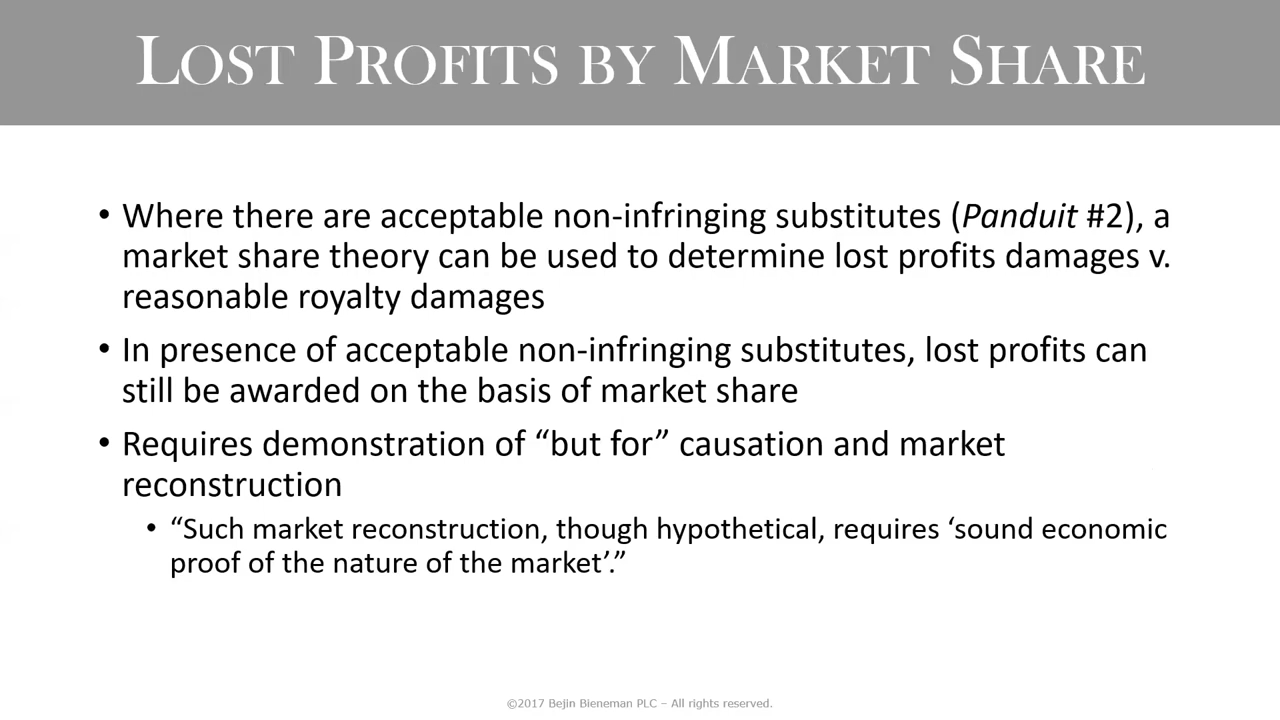 LOST PROFITS BY MARKET SHARE
• Where there are acceptable non-infringing substitutes (Panduit #2), a
market share theory can be used to determine lost profits damages v.
reasonable royalty damages
• In presence of acceptable non-infringing substitutes, lost profits can
still be awarded on the basis of market share
• Requires demonstration of “but for” causation and market
reconstruction
• “Such market reconstruction, though hypothetical, requires ‘sound economic
proof of the nature of the market’.”
©2017 Bejin Bieneman PLC – All rights reserved.